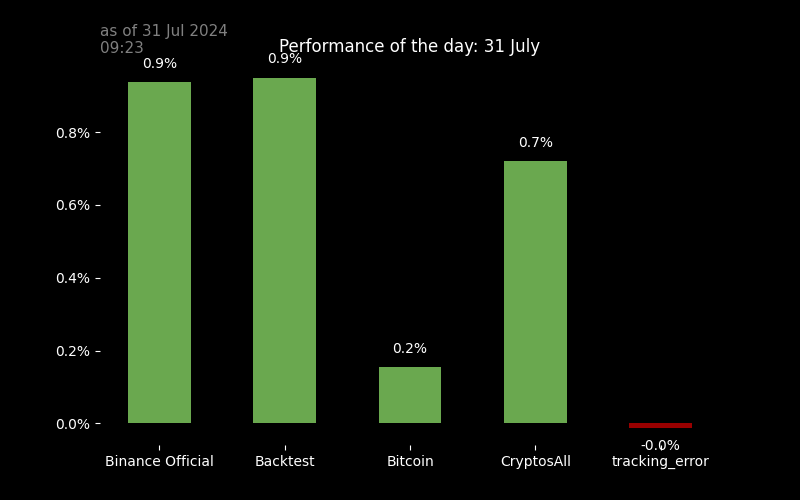 as of 31 Jul 2024
09:23
Performance of the day: 31 July
0.9%
0.9%
0.8%
0.7%
0.6%
0.4%
0.2%
0.2%
0.0%
-0.0%
Binance Official
Backtest
Bitcoin
CryptosAll
tracking_error